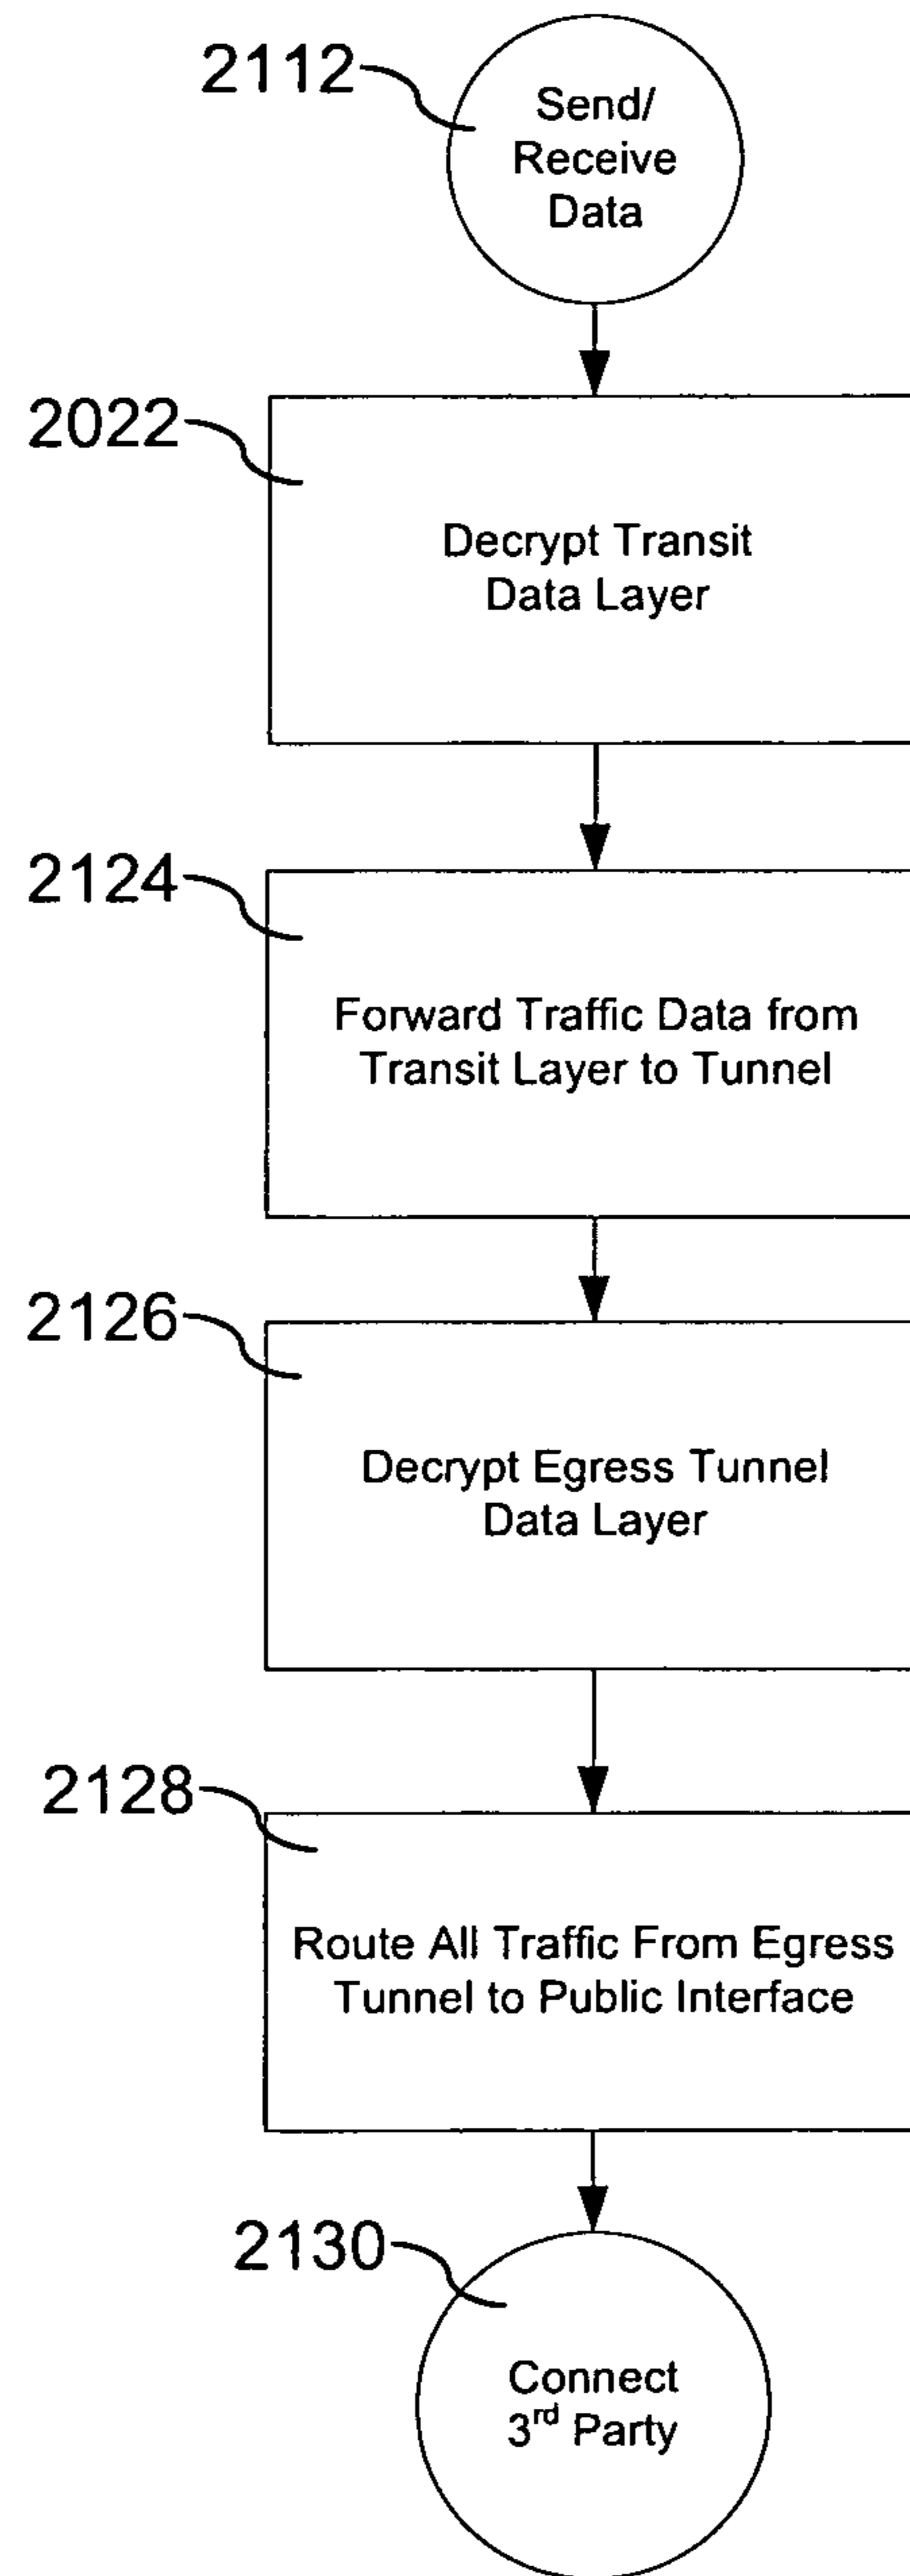 2112
Send/
Receive
Data
2022
Decrypt Transit
Data Layer
2124
Forward Traffic Data from
Transit Layer to Tunnel
2126
Decrypt Egress Tunnel
Data Layer
2128
Route All Traffic From Egress
Tunnel to Public Interface
2130
Connect
3rd Party